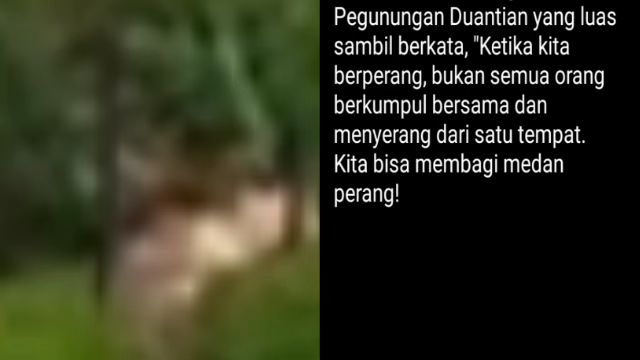 Pegunungan Duantian yang luas
sambil berkata, "Ketika kita
berperang, bukan semua orang
berkumpul bersama dan
menyerang dari satu tempat.
Kita bisa membagi medan
perang!